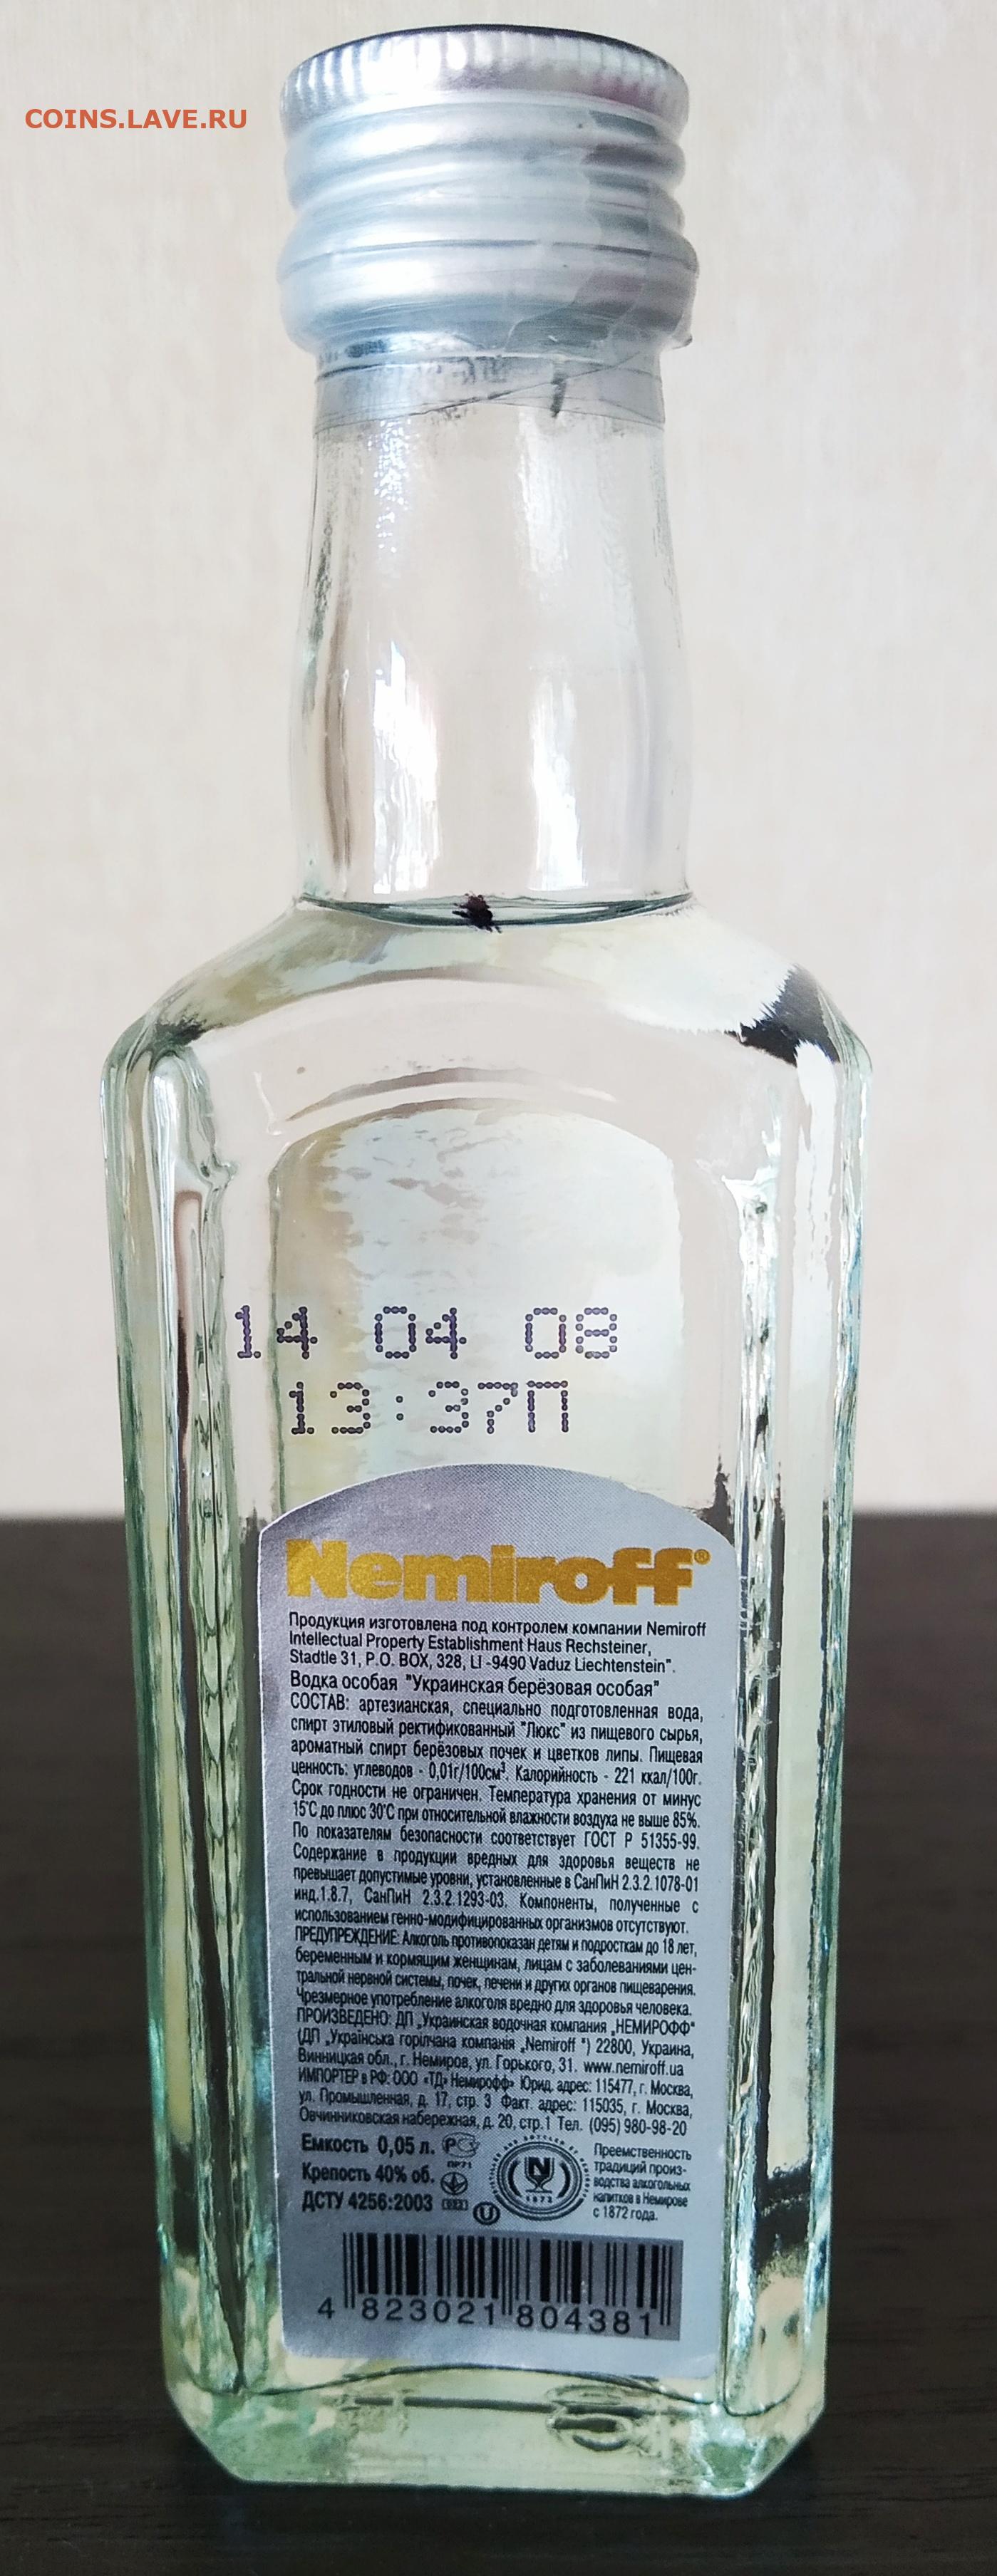 COINS.LAVE.RU
14 04 08
13:37П
Nemiroff®
Продукция изготовлена под контролем компании Nemiroff
Intellectual Property Establishment Haus Rechsteiner,
Stadtle 31, P.O. BOX, 328, LI -9490 Vaduz Liechtenstein".
Водка особая "Украинская берёзовая особая"
СОСТАВ: артезианская, специально подготовленная вода,
спирт этиловый ректификованный "Люкс" из пищевого сырья,
ароматный спирт берёзовых почек и цветков липы. Пищевая
ценность: углеводов - 0,01г/100см³. Калорийность - 221 ккал/100г.
Срок годности не ограничен. Температура хранения от минус
15°С до плюс 30°С при относительной влажности воздуха не выше 85%.
По показателям безопасности соответствует ГОСТ Р 51355-99.
Содержание в продукции вредных для здоровья веществ не
превышает допустимые уровни, установленные в СанПиН 2.3.2.1078-01
инд.1.8.7, СанПиН 2.3.2.1293-03. Компоненты, полученные с
использованием генно-модифицированных организмов отсутствуют.
ПРЕДУПРЕЖДЕНИЕ: Алкоголь противопоказан детям и подросткам до 18 лет,
беременным и кормящим женщинам, лицам с заболеваниями цен-
тральной нервной системы, почек, печени и других органов пищеварения.
Чрезмерное употребление алкоголя вредно для здоровья человека.
ПРОИЗВЕДЕНО: ДП „Украинская водочная компания „НЕМИРОФФ"
(ДП „Українська горілчана компанія „Nemiroff ") 22800, Украина,
Винницкая обл., г. Немиров, ул. Горького, 31. www.nemiroff.ua
ИМПОРТЕР в РФ: ООО «ТД» Немирофф» Юрид. адрес: 115477, г. Москва,
ул. Промышленная, д. 17, стр. 3 Факт. адрес: 115035, г. Москва,
Овчинниковская набережная, д. 20, стр.1 Тел. (095) 980-98-20
Емкость 0,05 л. РСТ
ПР71
Крепость 40% об.
ДСТУ 4256:2003
U
N
1872
Преемственность
традиций произ-
водства алкогольных
напитков в Немирове
с 1872 года.
4 823021 804381